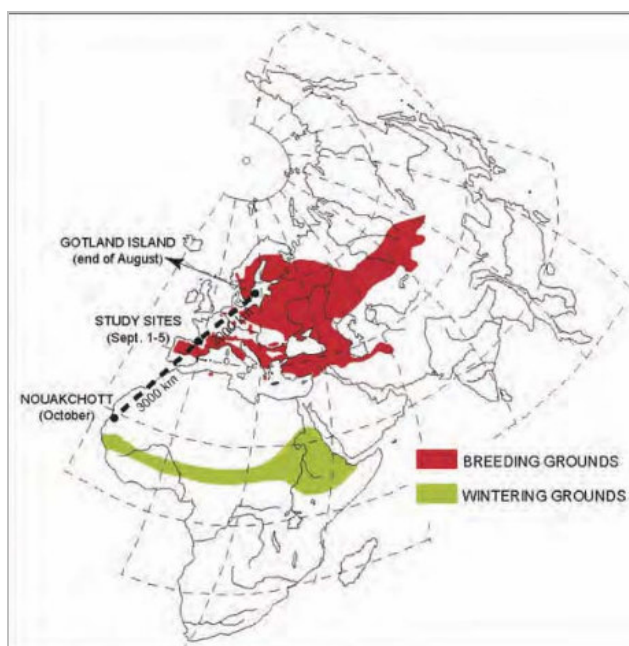 GOTLAND ISLAND
(end of August)
STUDY SITES
(Sept. 1-5)
NOUAKCHOTT
(October)
3000 km
BREEDING GROUNDS
WINTERING GROUNDS